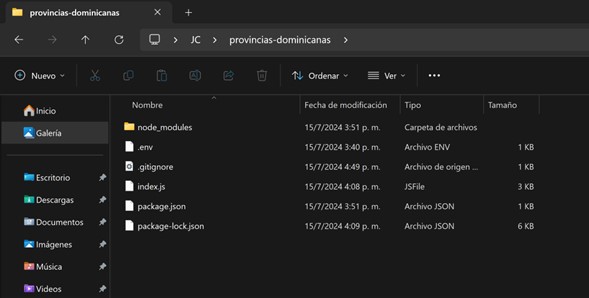 provincias-dominicanas
JC provincias-dominicanas
Nuevo Ordenar Ver
Nombre Fecha de modificación Tipo Tamaño
Inicio
Galería
Escritorio
Descargas
Documentos
Imágenes
Música
Videos
node_modules 15/7/2024 3:51 p. m. Carpeta de archivos
.env 15/7/2024 3:40 p. m. Archivo ENV 1 KB
.gitignore 15/7/2024 4:49 p. m. Archivo de origen ... 1 KB
index.js 15/7/2024 4:08 p. m. JSFile 3 KB
package.json 15/7/2024 3:51 p. m. Archivo JSON 1 KB
package-lock.json 15/7/2024 4:09 p. m. Archivo JSON 6 KB